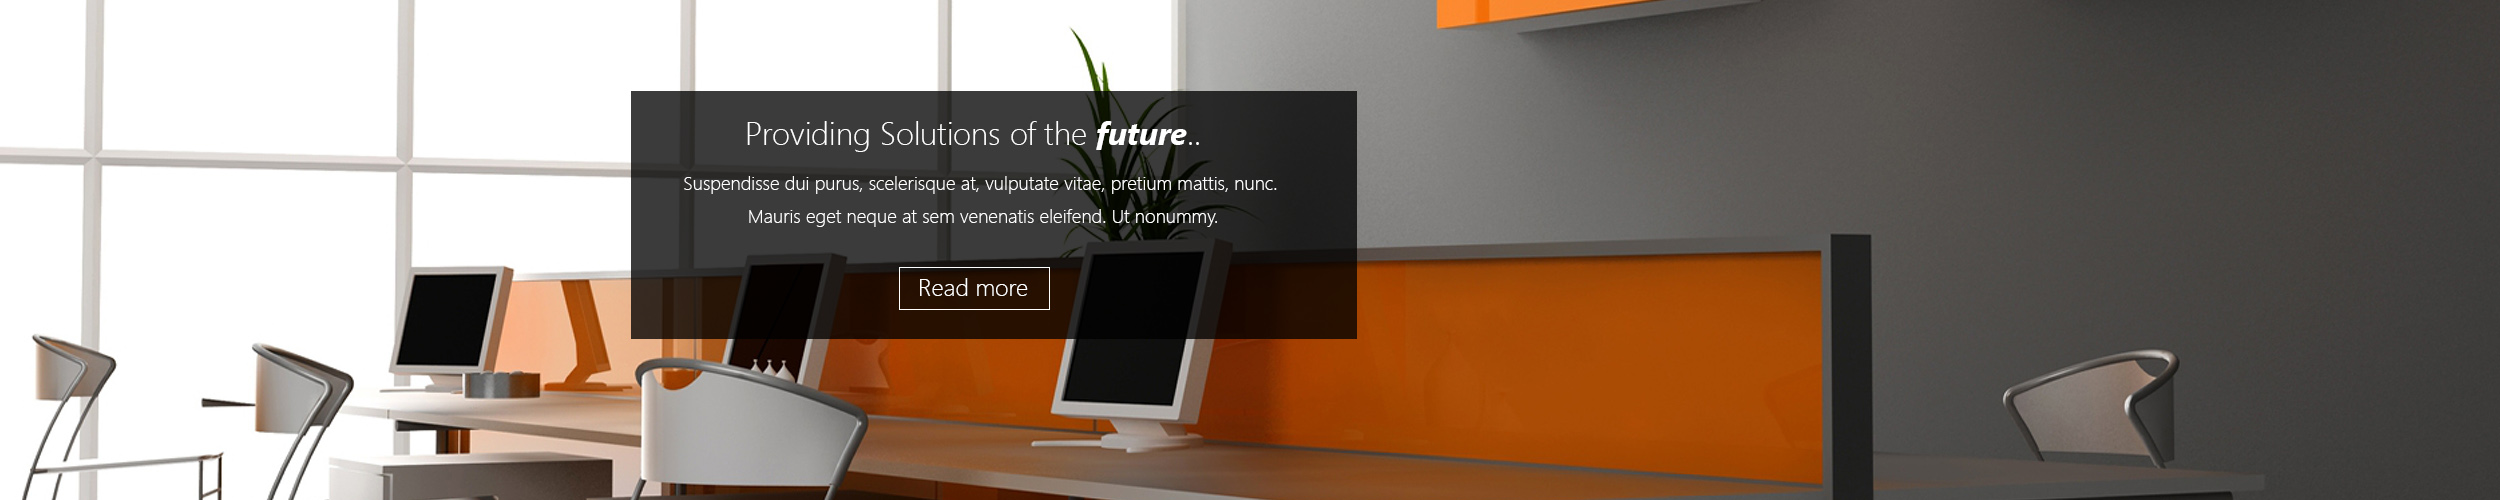 Providing Solutions of the future..
Suspendisse dui purus, scelerisque at, vulputate vitae, pretium mattis, nunc.
Mauris eget neque at sem venenatis eleifend. Ut nonummy.
Read more